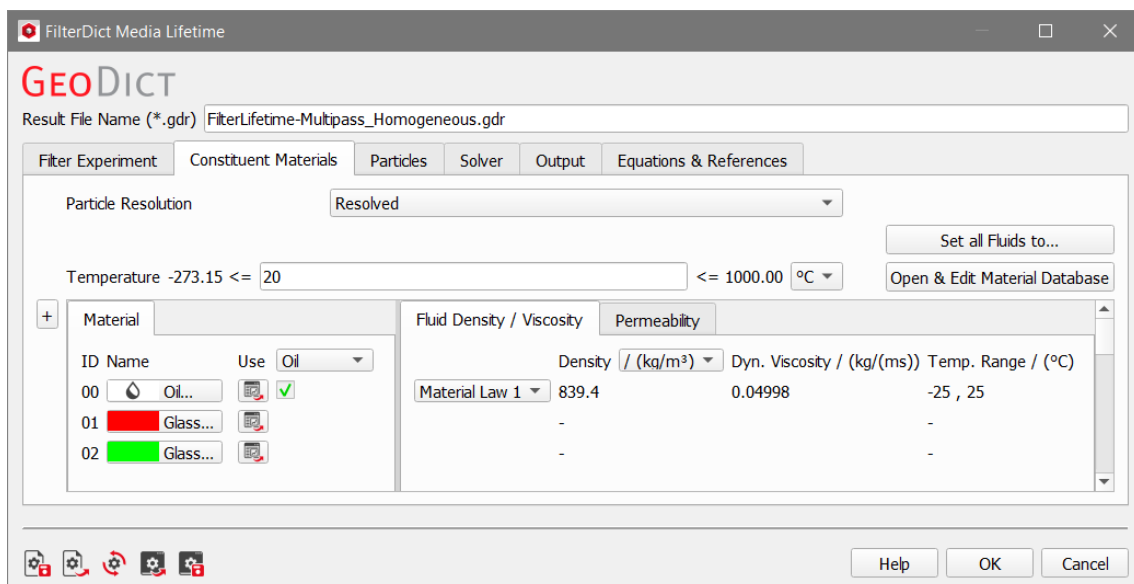 FilterDict Media Lifetime
GEODICT
Result File Name (*.gdr) FilterLifetime-Multipass_Homogeneous.gdr
Filter Experiment Constituent Materials Particles Solver Output Equations & References
Particle Resolution Resolved
Set all Fluids to...
Temperature -273.15 <= 20 <= 1000.00 ºC Open & Edit Material Database
+ Material Fluid Density / Viscosity Permeability
ID Name Use Oil Density / (kg/m³) Dyn. Viscosity / (kg/(ms)) Temp. Range / (ºC)
00 Oil... Material Law 1 839.4 0.04998 -25 , 25
01 Glass... - -
02 Glass... - -
Help OK Cancel